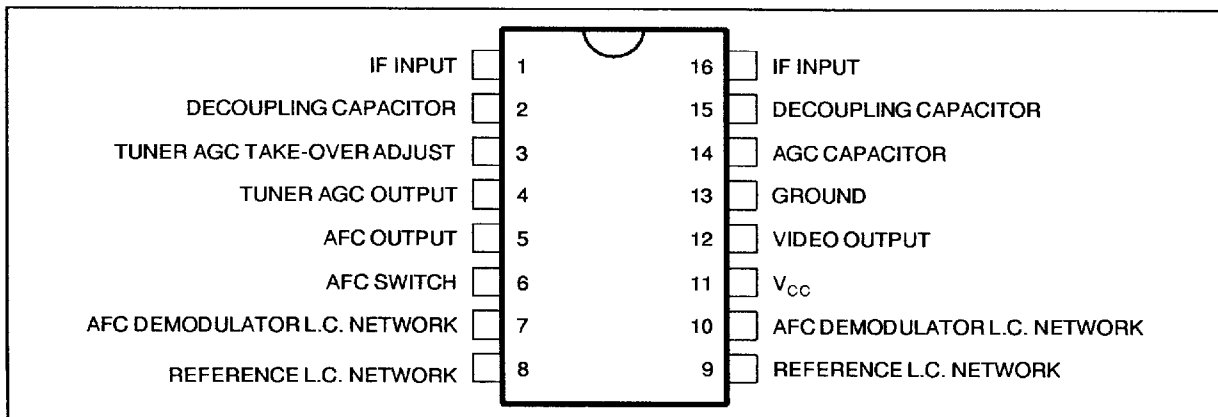 IF INPUT 1 16 IF INPUT
DECOUPLING CAPACITOR 2 15 DECOUPLING CAPACITOR
TUNER AGC TAKE-OVER ADJUST 3 14 AGC CAPACITOR
TUNER AGC OUTPUT 4 13 GROUND
AFC OUTPUT 5 12 VIDEO OUTPUT
AFC SWITCH 6 11 VCC
AFC DEMODULATOR L.C. NETWORK 7 10 AFC DEMODULATOR L.C. NETWORK
REFERENCE L.C. NETWORK 8 9 REFERENCE L.C. NETWORK